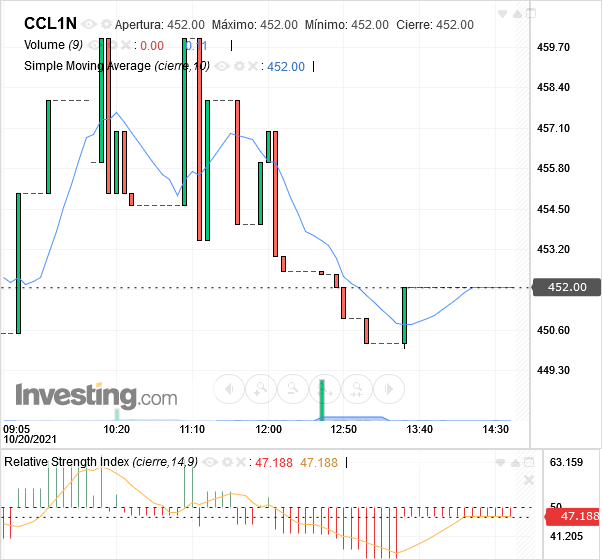 CCL1N Apertura: 452.00 Máximo: 452.00 Mínimo: 452.00 Cierre: 452.00
Volume (9) : 0.00 0.11
Simple Moving Average (cierre,10) : 452.00
459.70
458.40
457.10
455.80
454.50
453.20
452.00
450.60
449.30
Investing.com
09:05 10:20 11:10 12:00 12:50 13:40 14:30
10/20/2021
Relative Strength Index (cierre,14,9) : 47.188 47.188
63.159
50
47.188
41.205